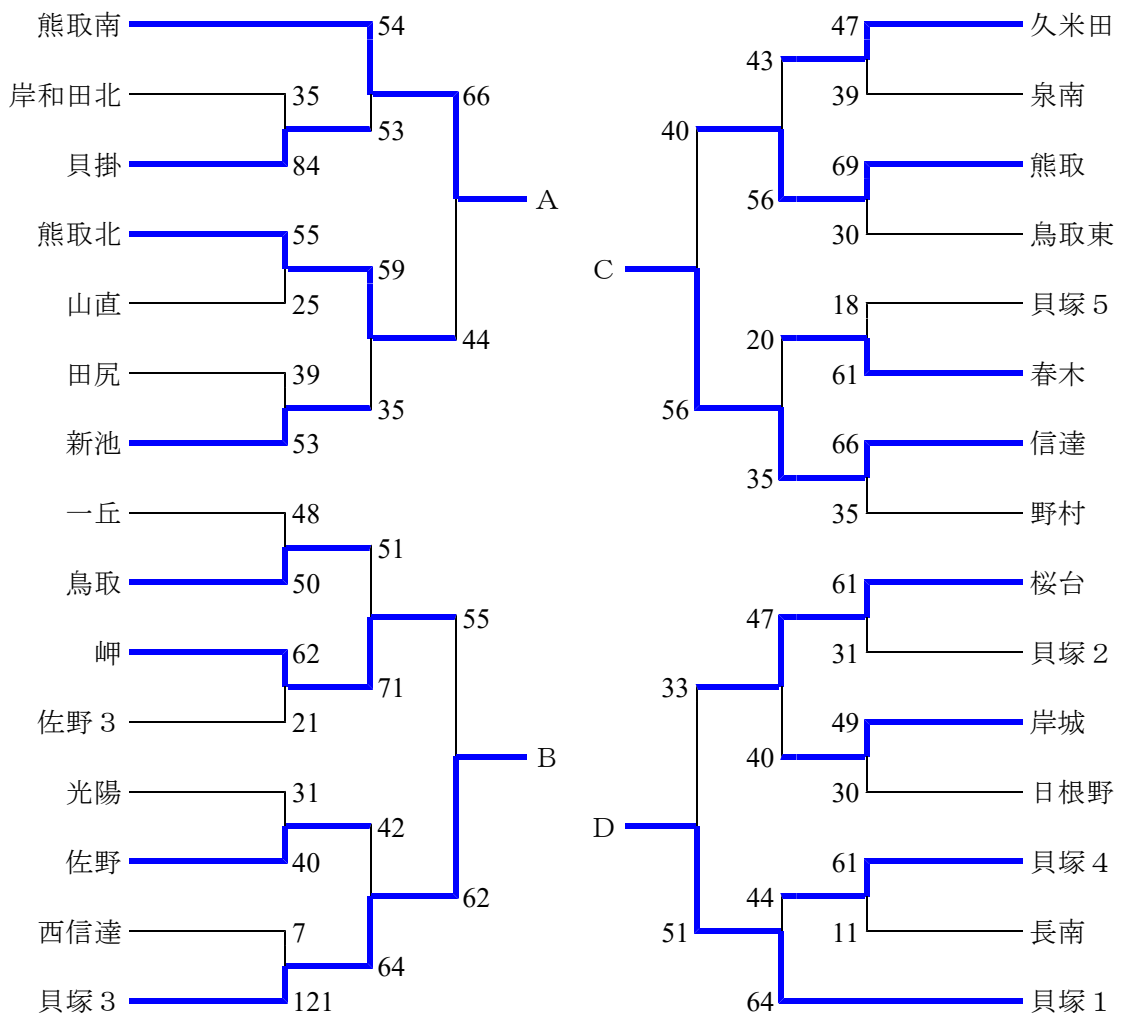 熊取南
54
岸和田北
35
66
53
貝掛
84
A
熊取北
55
59
山直
25
44
田尻
39
35
新池
53
一丘
48
51
鳥取
50
55
岬
62
71
佐野３
21
B
光陽
31
42
佐野
40
62
西信達
7
64
貝塚３
121
47
久米田
43
39
泉南
40
69
熊取
56
30
鳥取東
C
18
貝塚５
20
61
春木
56
66
信達
35
35
野村
61
桜台
47
31
貝塚２
33
49
岸城
40
30
日根野
D
61
貝塚４
44
11
長南
51
64
貝塚１